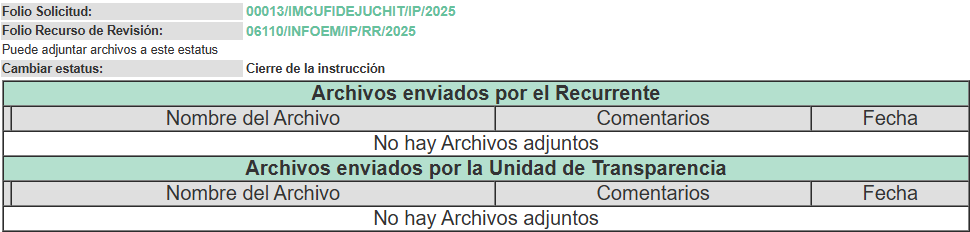 Folio Solicitud: 00013/IMCUFIDEJUCHIT/IP/2025
Folio Recurso de Revisión: 06110/INFOEM/IP/RR/2025
Puede adjuntar archivos a este estatus
Cambiar estatus: Cierre de la instrucción
Archivos enviados por el Recurrente
Nombre del Archivo Comentarios Fecha
No hay Archivos adjuntos
Archivos enviados por la Unidad de Transparencia
Nombre del Archivo Comentarios Fecha
No hay Archivos adjuntos